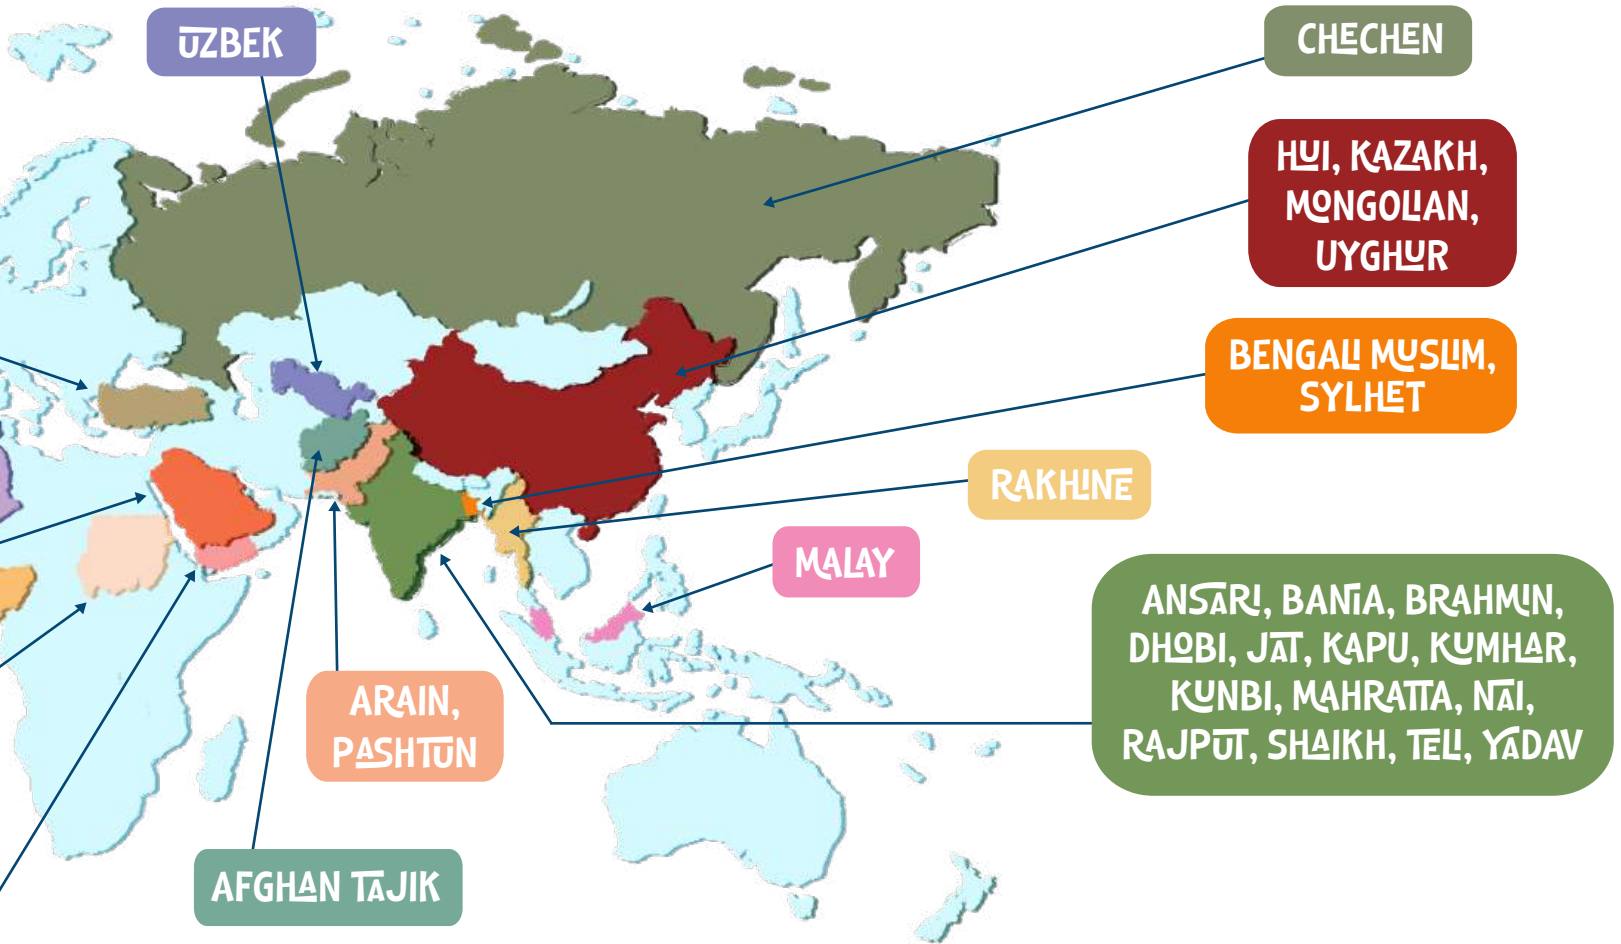 UZBEK
CHECHEN
HUI, KAZAKH,
MONGOLIAN,
UYGHUR
BENGALI MUSLIM,
SYLHET
RAKHINE
MALAY
ANSARI, BANIA, BRAHMIN,
DHOBI, JAT, KAPU, KUMHAR,
KUNBI, MAHRATTA, NAI,
RAJPUT, SHAIKH, TELI, YADAV
ARAIN,
PASHTUN
AFGHAN TAJIK